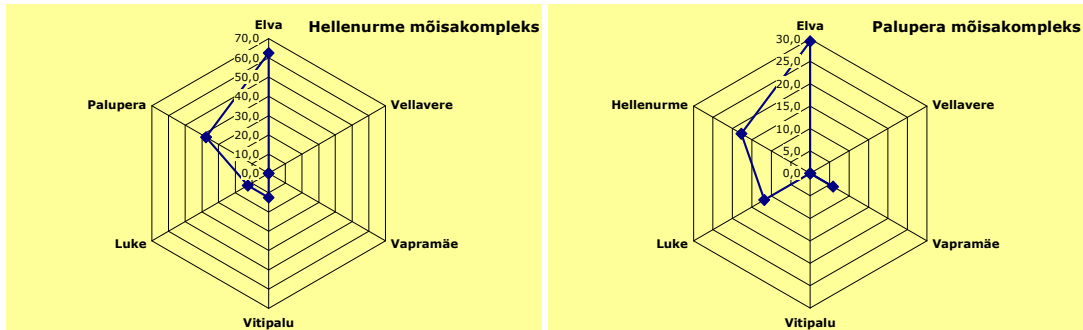 Elva
Hellenurme mõisakompleks
70,0
60,0
50,0
40,0
30,0
20,0
10,0
0,0
Palupera
Vellavere
Luke
Vapramäe
Vitipalu
Elva
Palupera mõisakompleks
30,0
25,0
20,0
15,0
10,0
5,0
0,0
Hellenurme
Vellavere
Luke
Vapramäe
Vitipalu